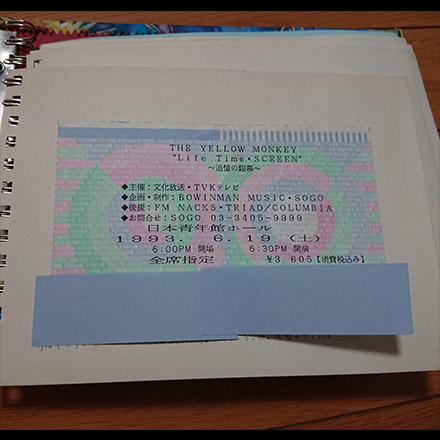 THE YELLOW MONKEY
"Life Time・SCREEN"
～追憶の銀幕～
◆主催：文化放送・TVKテレビ
◆企画・制作：BOWINMAN MUSIC・SOGO
◆後援：FM NACK5・TRIAD/COLUMBIA
◆お問合せ：SOGO 03-3405-9999
日本青年館ホール
1993. 6.19 (土)
6:00PM 開場 6:30PM 開演
全席指定 ¥3,605【消費税込み】